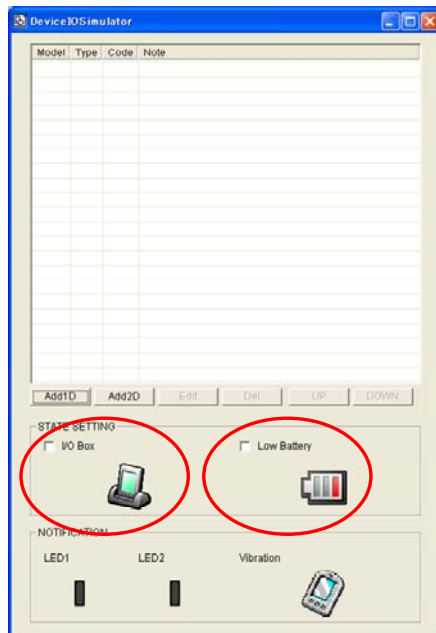 DeviceIOSimulator
Model Type Code Note
Add1D Add2D Edit Del UP DOWN
STATE SETTING
I/O Box Low Battery
NOTIFICATION
LED1 LED2 Vibration